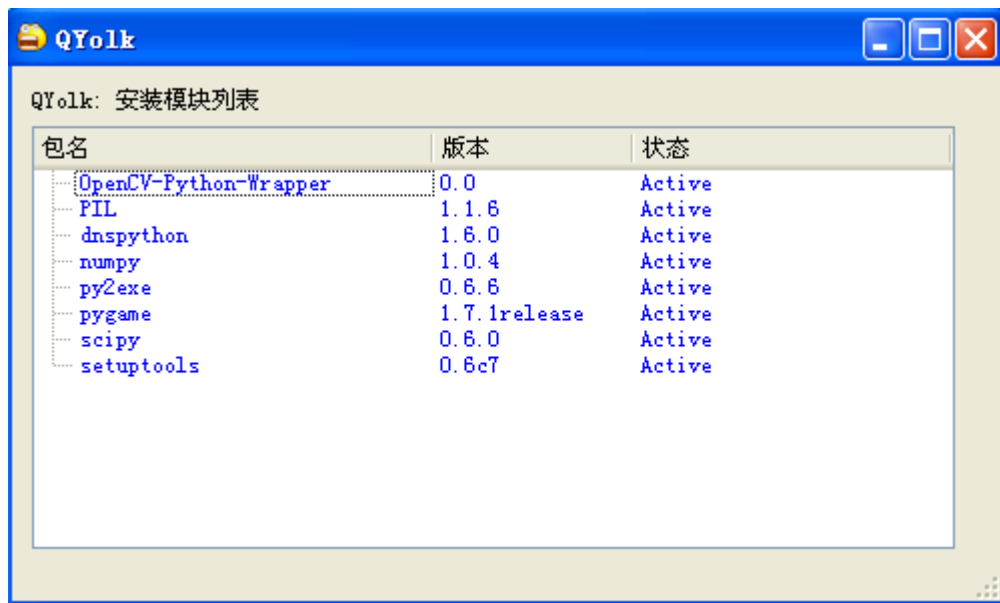 QYolk
QYolk: 安装模块列表
包名 版本 状态
OpenCV-Python-Wrapper 0.0 Active
PIL 1.1.6 Active
dnspython 1.6.0 Active
numpy 1.0.4 Active
py2exe 0.6.6 Active
pygame 1.7.1release Active
scipy 0.6.0 Active
setuptools 0.6c7 Active